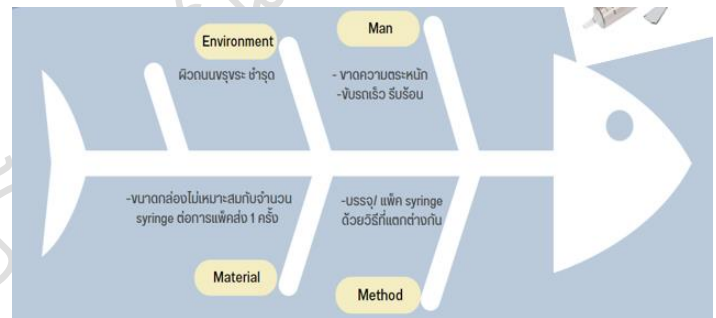 Environment
ผิวถนนขรุขระ ชำรุด
Man
- ขาดความตระหนัก
-ขับรถเร็ว รีบร้อน
-ขนาดกล่องไม่เหมาะสมกับจำนวน
syringe ต่อการแพ็คส่ง 1 ครั้ง
Material
-บรรจุ/ แพ็ค syringe
ด้วยวิธีที่แตกต่างกัน
Method